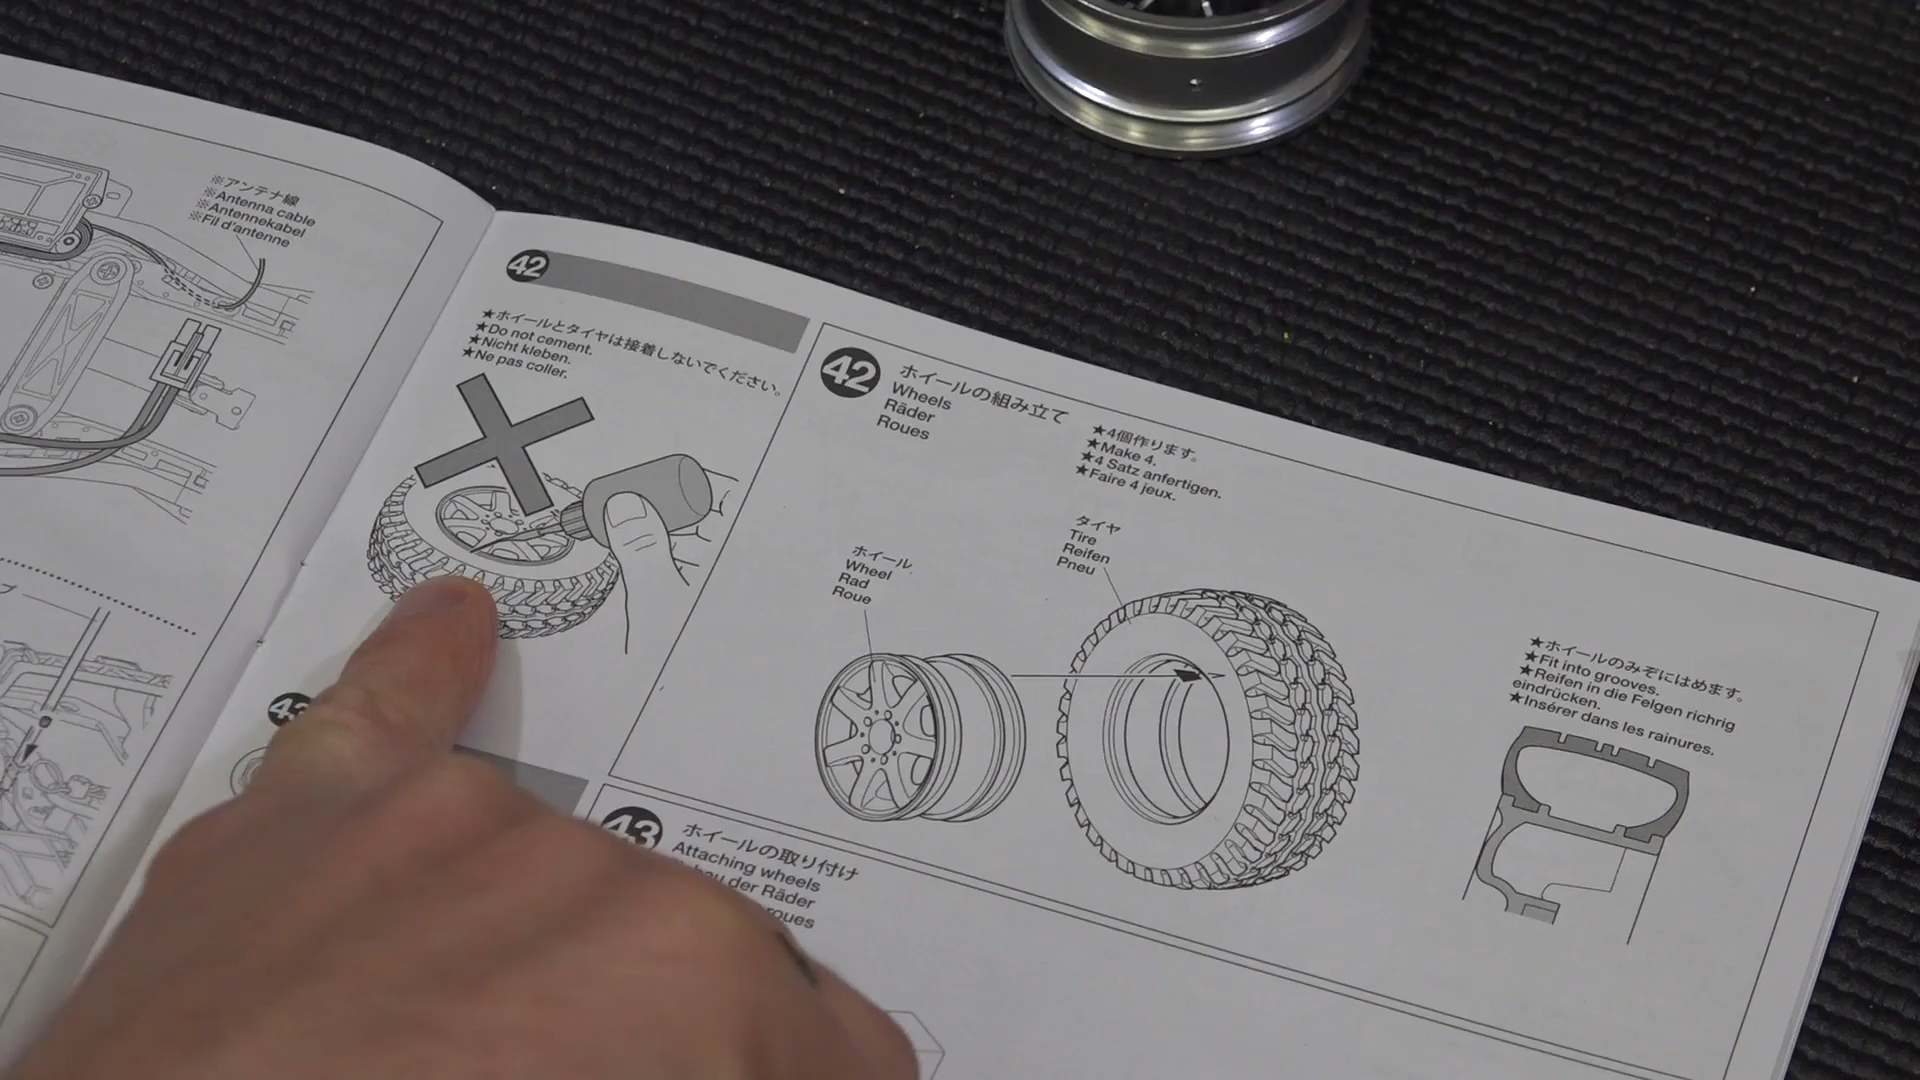 ※アンテナ線
※Antenna cable
※Antennekabel
※Fil d'antenne
42
★ホイールとタイヤは接着しないでください。
★Do not cement.
★Nicht kleben.
★Ne pas coller.
42
ホイールの組み立て
Wheels
Räder
Roues
★4個作ります。
★Make 4.
★4 Satz anfertigen.
★Faire 4 jeux.
ホイール
Wheel
Rad
Roue
タイヤ
Tire
Reifen
Pneu
★ホイールのみぞにはめます。
★Fit into grooves.
★Reifen in die Felgen richtig
eindrücken.
★Insérer dans les rainures.
43
43
ホイールの取り付け
Attaching wheels
der Räder
roues